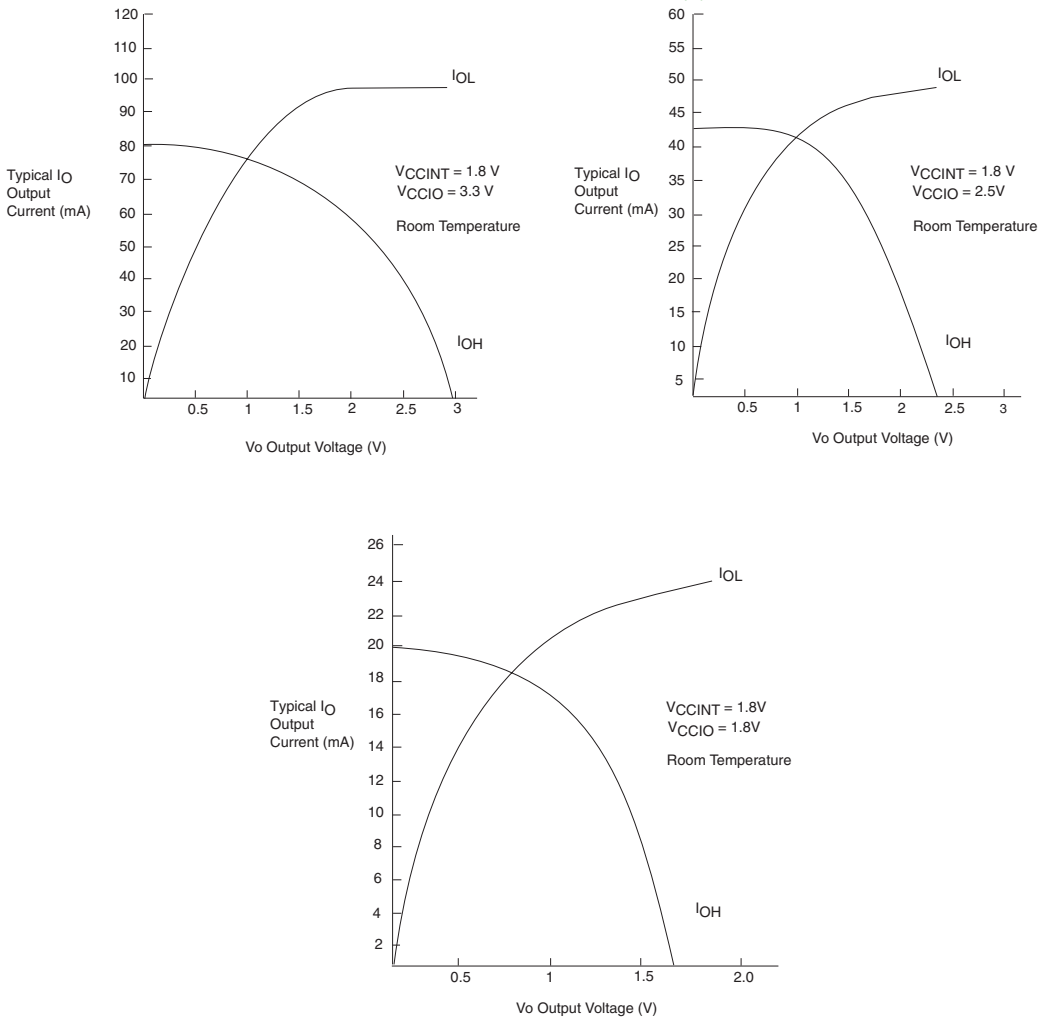 120
110
100
90
80
70
60
50
40
30
20
10
0.5 1 1.5 2 2.5 3
Typical IO
Output
Current (mA)
IOL
VCCINT = 1.8 V
VCCIO = 3.3 V
Room Temperature
IOH
Vo Output Voltage (V)
60
55
50
45
40
35
30
25
20
15
10
5
0.5 1 1.5 2 2.5 3
Typical IO
Output
Current (mA)
IOL
VCCINT = 1.8 V
VCCIO = 2.5V
Room Temperature
IOH
Vo Output Voltage (V)
26
24
22
20
18
16
14
12
10
8
6
4
2
0.5 1 1.5 2.0
Typical IO
Output
Current (mA)
IOL
VCCINT = 1.8V
VCCIO = 1.8V
Room Temperature
IOH
Vo Output Voltage (V)